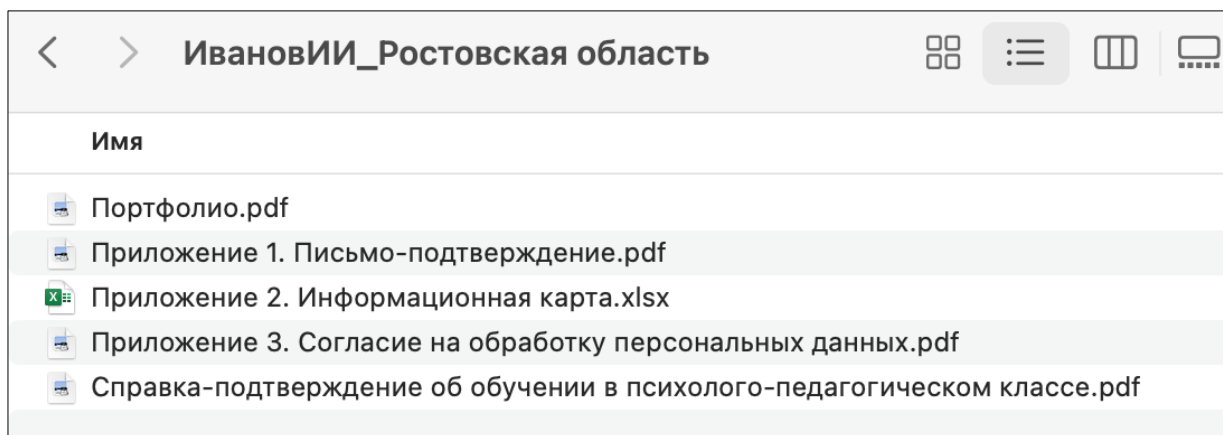 ИвановИИ_Ростовская область
Имя
Портфолио.pdf
Приложение 1. Письмо-подтверждение.pdf
Приложение 2. Информационная карта.xlsx
Приложение 3. Согласие на обработку персональных данных.pdf
Справка-подтверждение об обучении в психолого-педагогическом классе.pdf